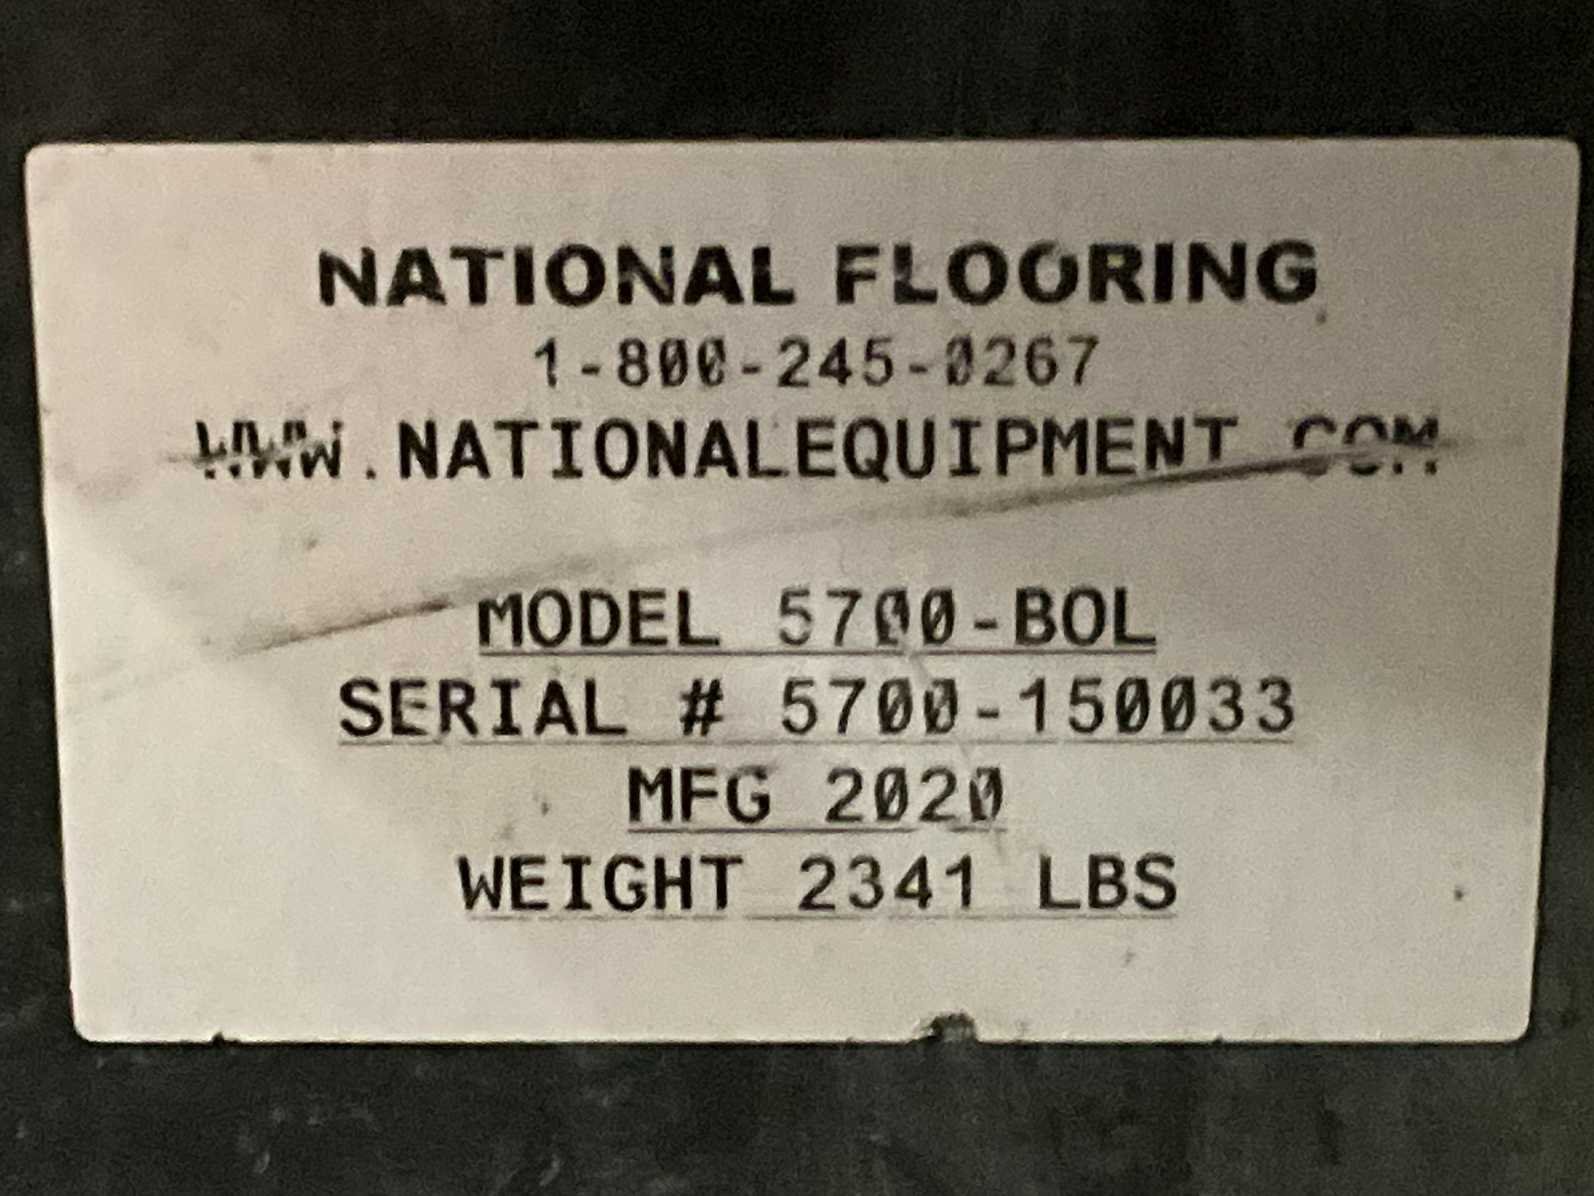 NATIONAL FLOORING
1-800-245-0267
WWW.NATIONALEQUIPMENT.COM
MODEL 5700-BOL
SERIAL # 5700-150033
MFG 2020
WEIGHT 2341 LBS